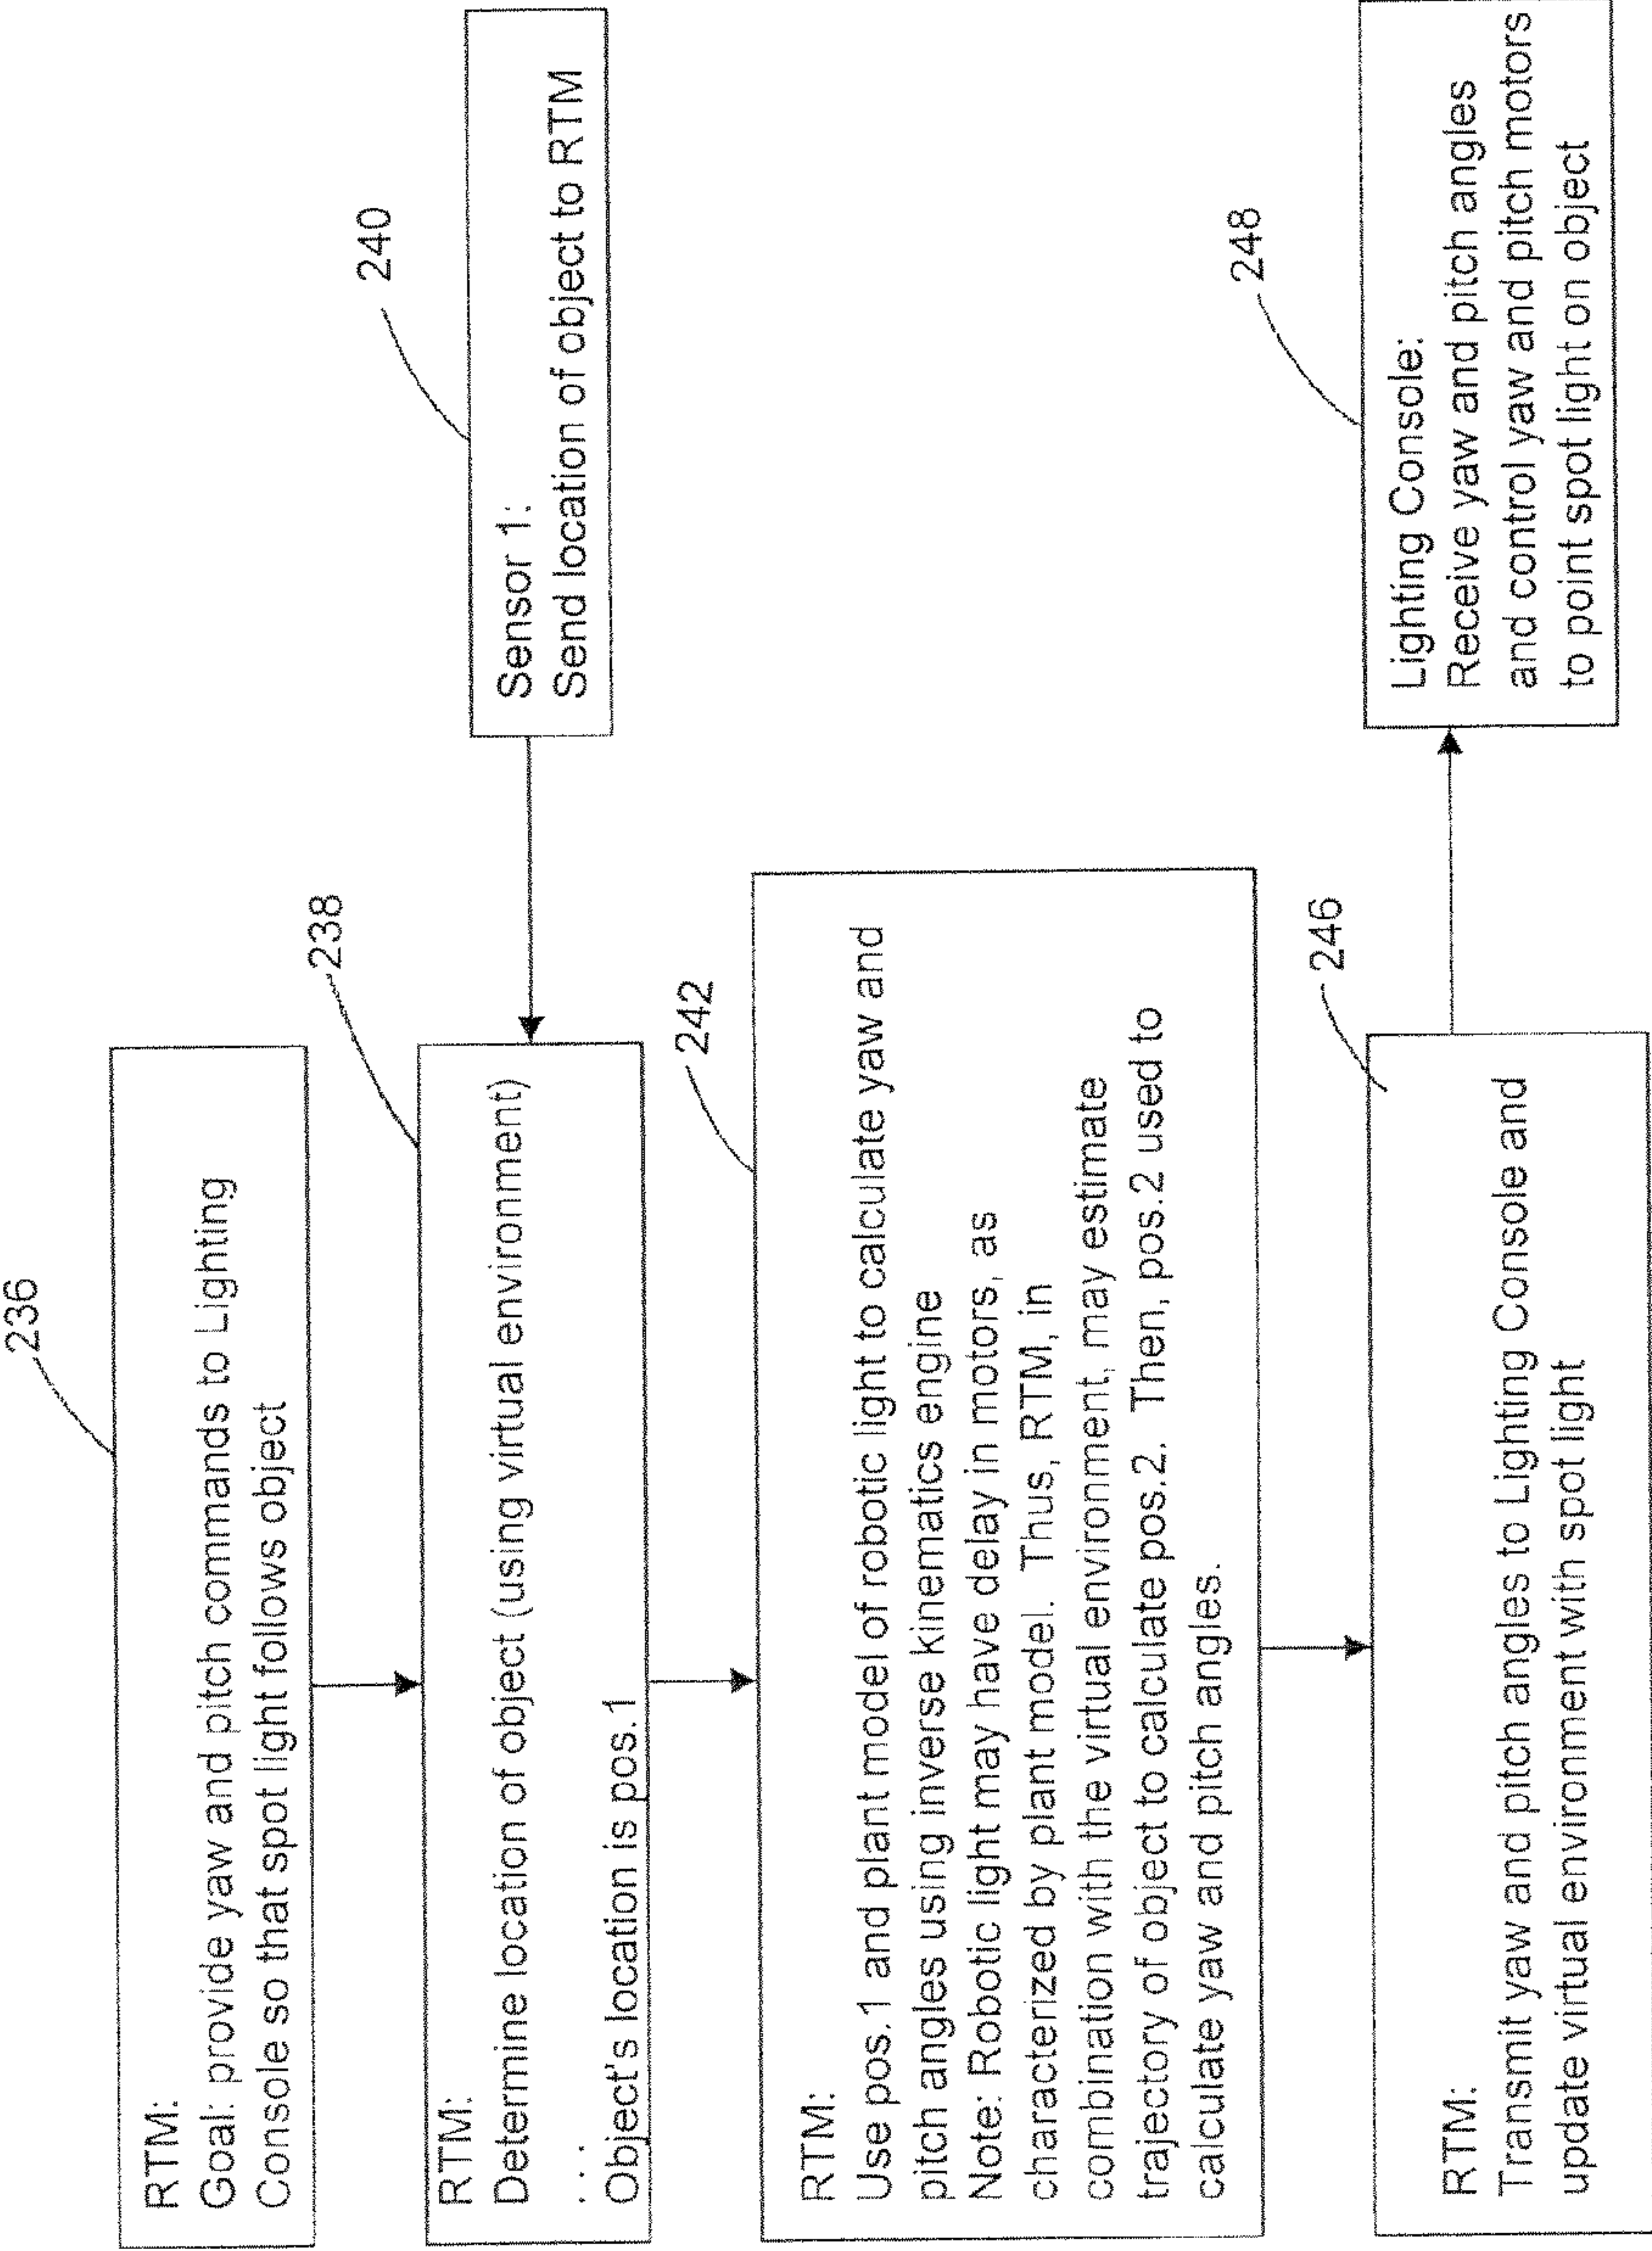 236
RTM:
Goal: provide yaw and pitch commands to Lighting
Console so that spot light follows object
238
RTM:
Determine location of object (using virtual environment)
. . .
Object's location is pos.1
240
Sensor 1:
Send location of object to RTM
242
RTM:
Use pos.1 and plant model of robotic light to calculate yaw and
pitch angles using inverse kinematics engine
Note: Robotic light may have delay in motors, as
characterized by plant model. Thus, RTM, in
combination with the virtual environment, may estimate
trajectory of object to calculate pos.2. Then, pos.2 used to
calculate yaw and pitch angles.
246
RTM:
Transmit yaw and pitch angles to Lighting Console and
update virtual environment with spot light
248
Lighting Console:
Receive yaw and pitch angles
and control yaw and pitch motors
to point spot light on object